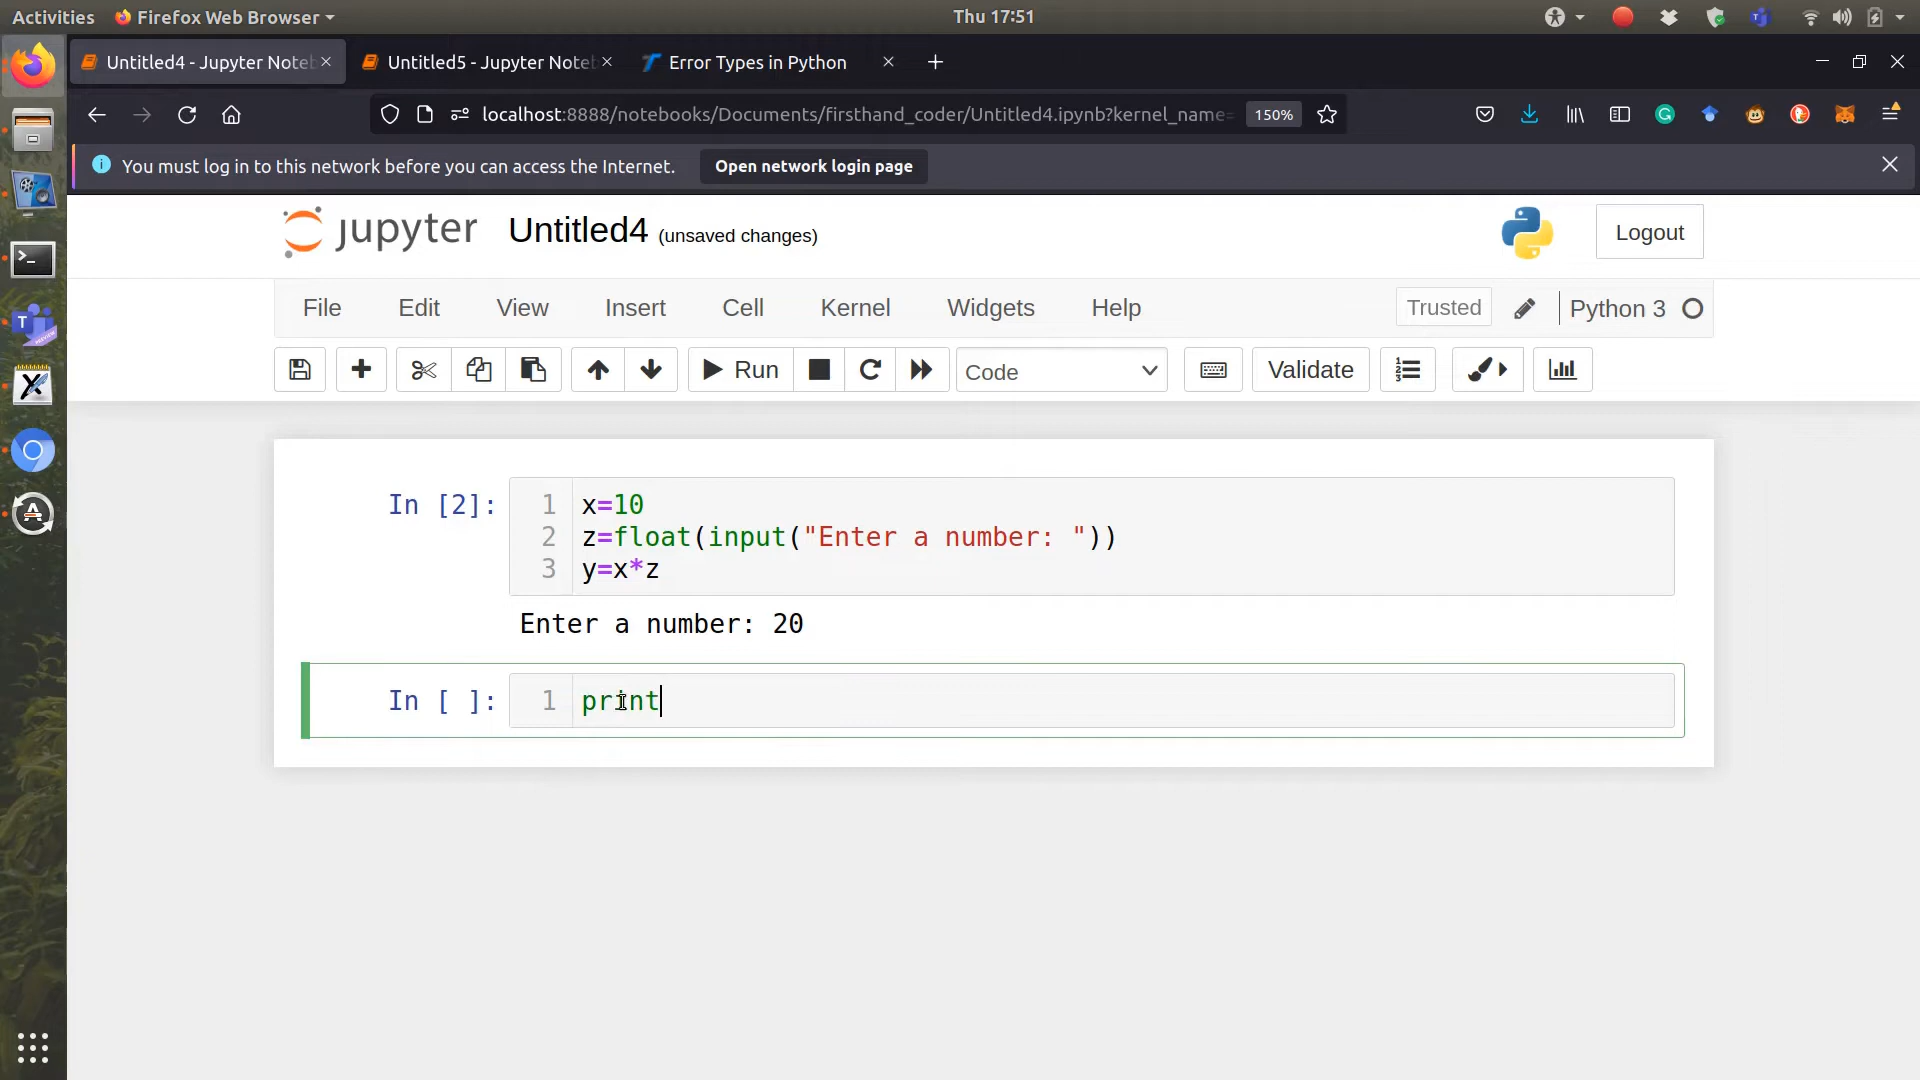 Activities Firefox Web Browser Thu 17:51
Untitled4 - Jupyter Noteb Untitled5 - Jupyter Noteb Error Types in Python
localhost:8888/notebooks/Documents/firsthand_coder/Untitled4.ipynb?kernel_name= 150%
You must log in to this network before you can access the Internet. Open network login page
jupyter Untitled4 (unsaved changes) Logout
File Edit View Insert Cell Kernel Widgets Help Trusted Python 3
Run Code Validate
In [2]: 1 x=10
2 z=float(input("Enter a number: "))
3 y=x*z
Enter a number: 20
In [ ]: 1 print